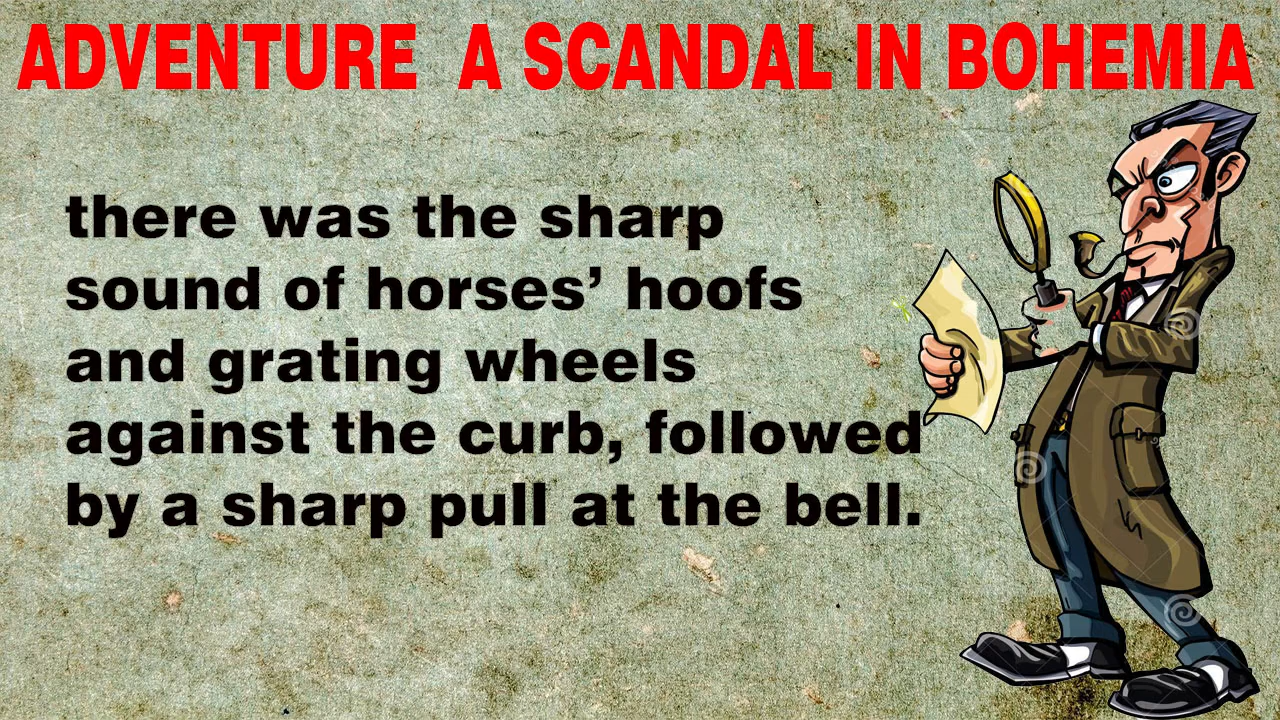 ADVENTURE A SCANDAL IN BOHEMIA
there was the sharp
sound of horses’ hoofs
and grating wheels
against the curb, followed
by a sharp pull at the bell.